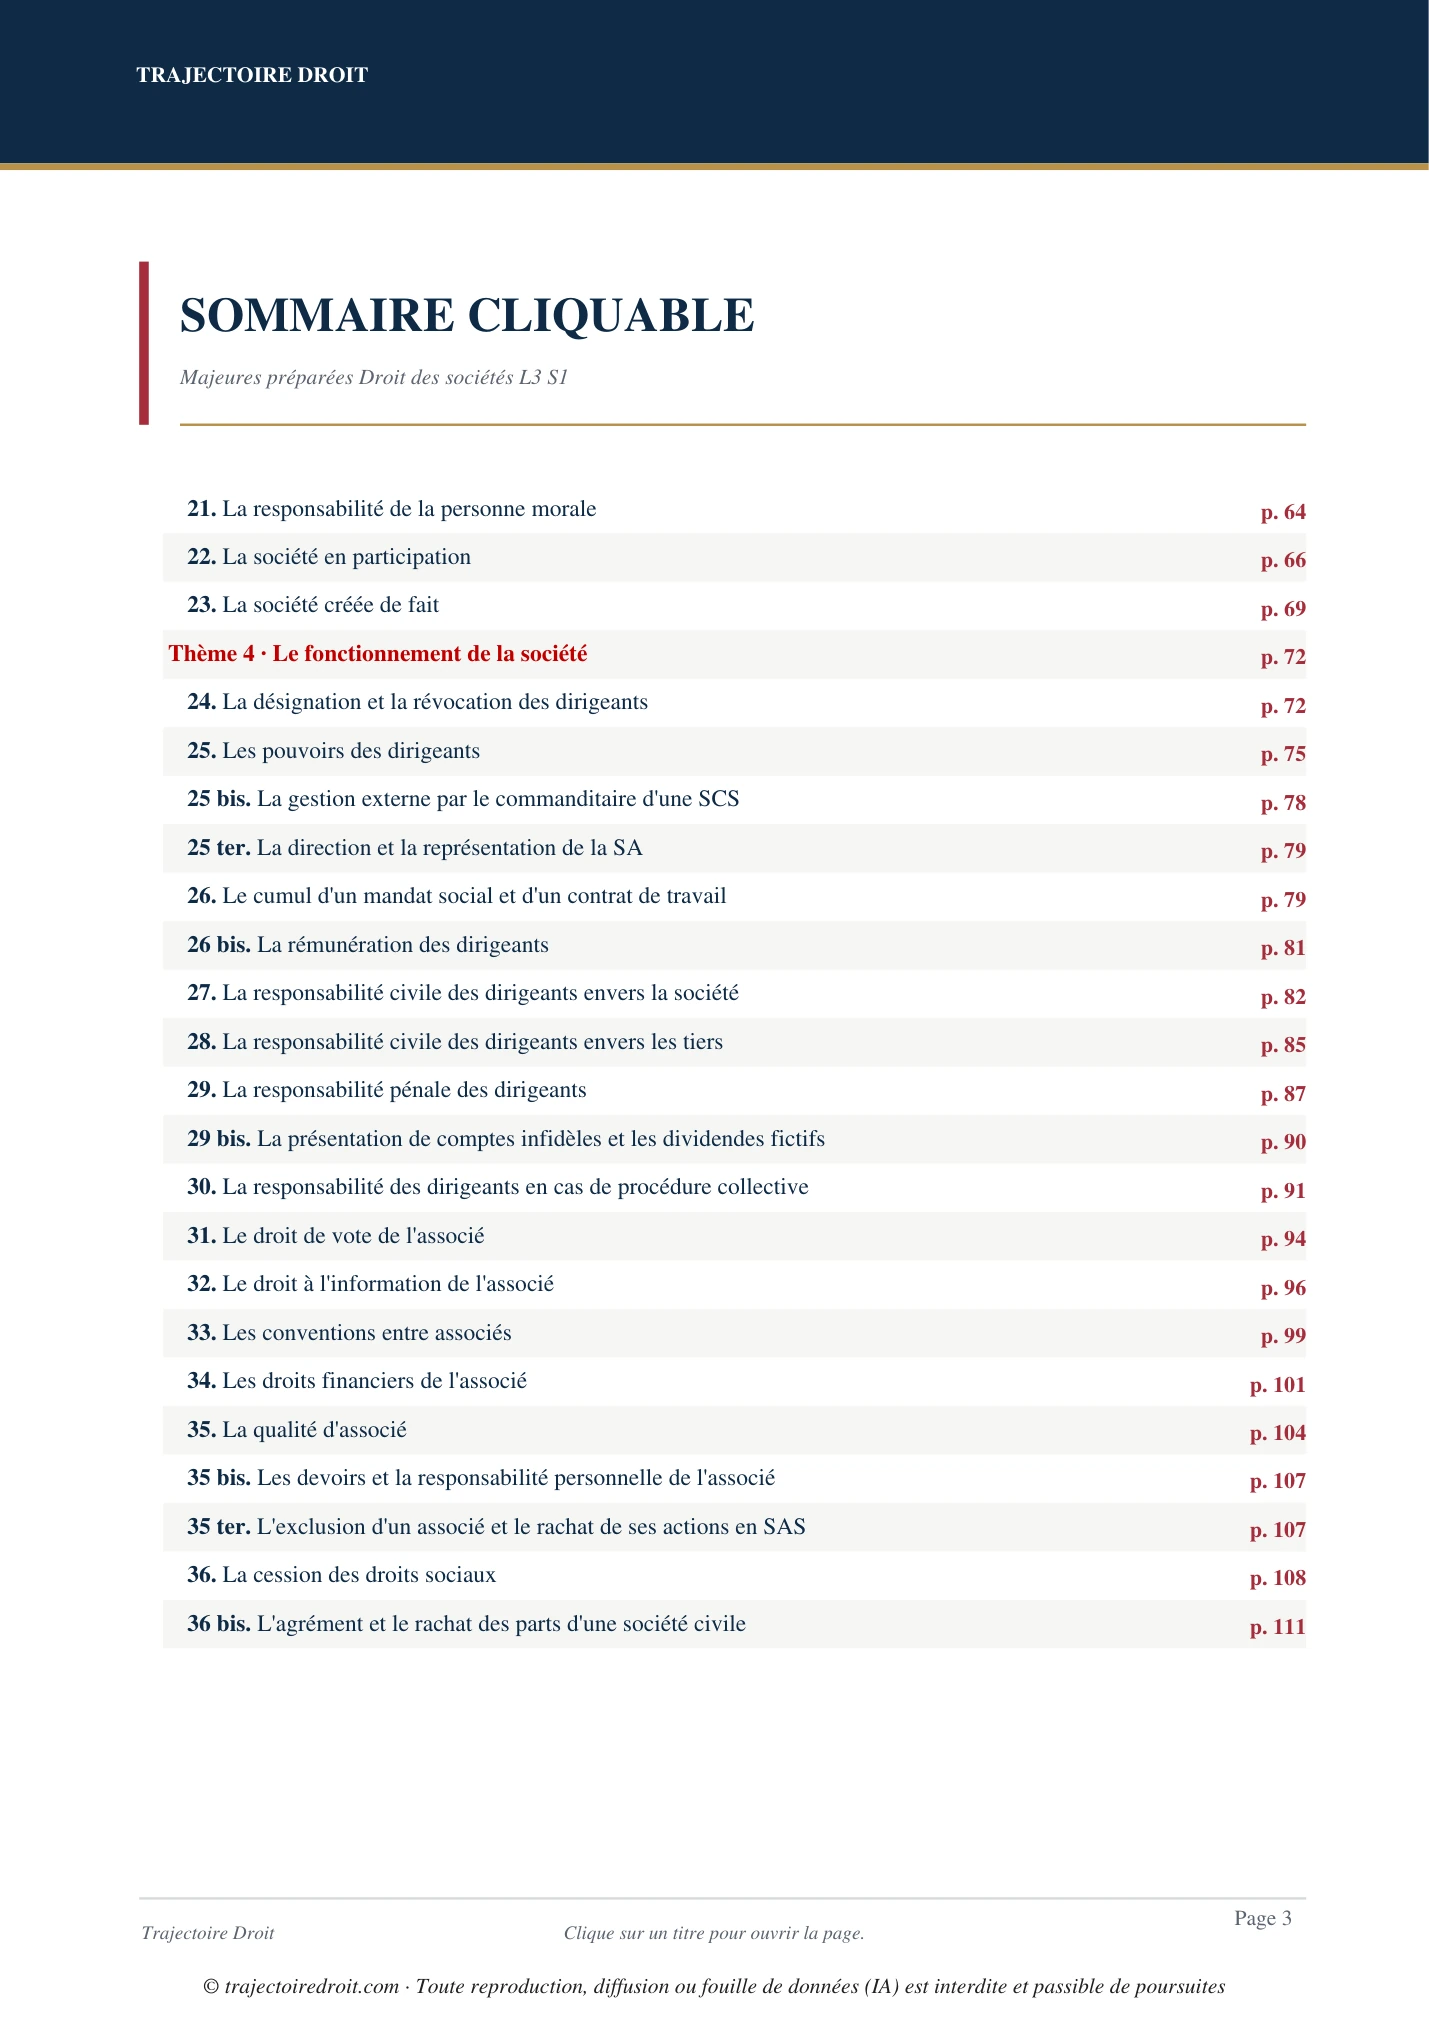 TRAJECTOIRE DROIT
SOMMAIRE CLIQUABLE
Majeures préparées Droit des sociétés L3 S1
21. La responsabilité de la personne morale p. 64
22. La société en participation p. 66
23. La société créée de fait p. 69
Thème 4 · Le fonctionnement de la société p. 72
24. La désignation et la révocation des dirigeants p. 72
25. Les pouvoirs des dirigeants p. 75
25 bis. La gestion externe par le commanditaire d'une SCS p. 78
25 ter. La direction et la représentation de la SA p. 79
26. Le cumul d'un mandat social et d'un contrat de travail p. 79
26 bis. La rémunération des dirigeants p. 81
27. La responsabilité civile des dirigeants envers la société p. 82
28. La responsabilité civile des dirigeants envers les tiers p. 85
29. La responsabilité pénale des dirigeants p. 87
29 bis. La présentation de comptes infidèles et les dividendes fictifs p. 90
30. La responsabilité des dirigeants en cas de procédure collective p. 91
31. Le droit de vote de l'associé p. 94
32. Le droit à l'information de l'associé p. 96
33. Les conventions entre associés p. 99
34. Les droits financiers de l'associé p. 101
35. La qualité d'associé p. 104
35 bis. Les devoirs et la responsabilité personnelle de l'associé p. 107
35 ter. L'exclusion d'un associé et le rachat de ses actions en SAS p. 107
36. La cession des droits sociaux p. 108
36 bis. L'agrément et le rachat des parts d'une société civile p. 111
Trajectoire Droit Clique sur un titre pour ouvrir la page. Page 3
© trajectoiredroit.com · Toute reproduction, diffusion ou fouille de données (IA) est interdite et passible de poursuites